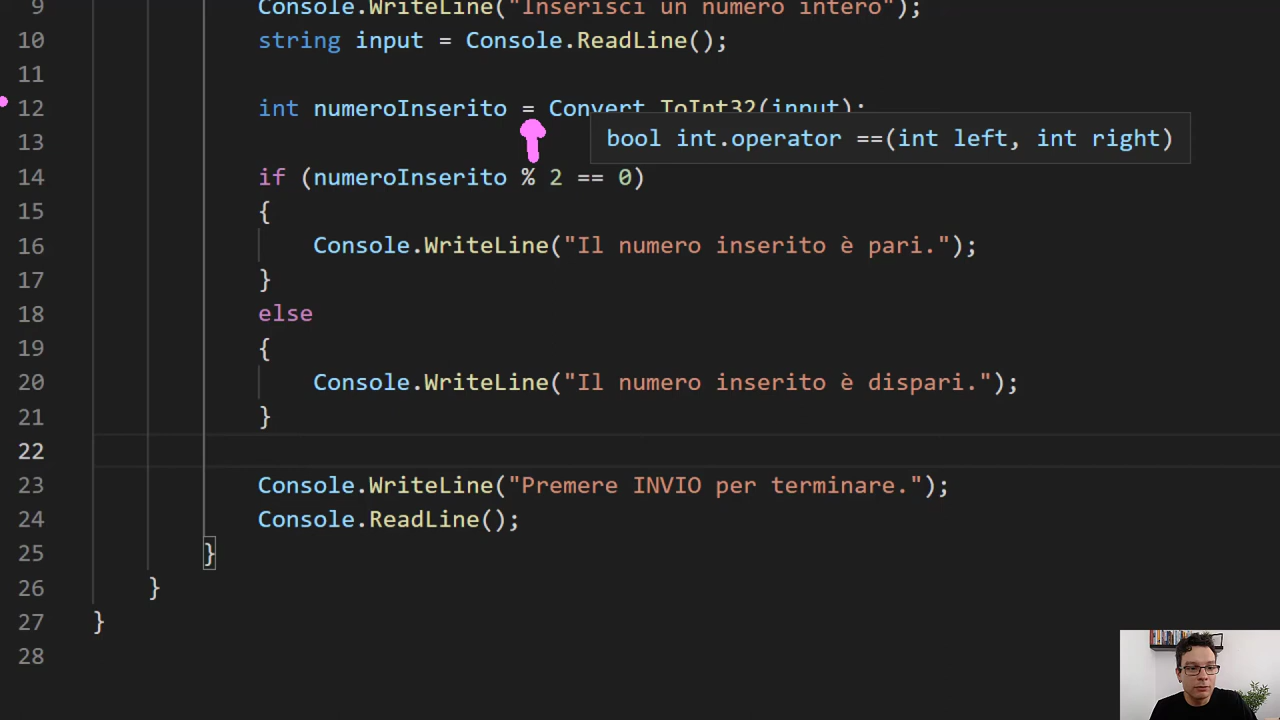 9 Console.WriteLine("Inserisci un numero intero");
10 string input = Console.ReadLine();
11
12 int numeroInserito = Convert.ToInt32(input);
bool int.operator ==(int left, int right)
13
14 if (numeroInserito % 2 == 0)
15 {
16 Console.WriteLine("Il numero inserito è pari.");
17 }
18 else
19 {
20 Console.WriteLine("Il numero inserito è dispari.");
21 }
22
23 Console.WriteLine("Premere INVIO per terminare.");
24 Console.ReadLine();
25 }
26 }
27 }
28